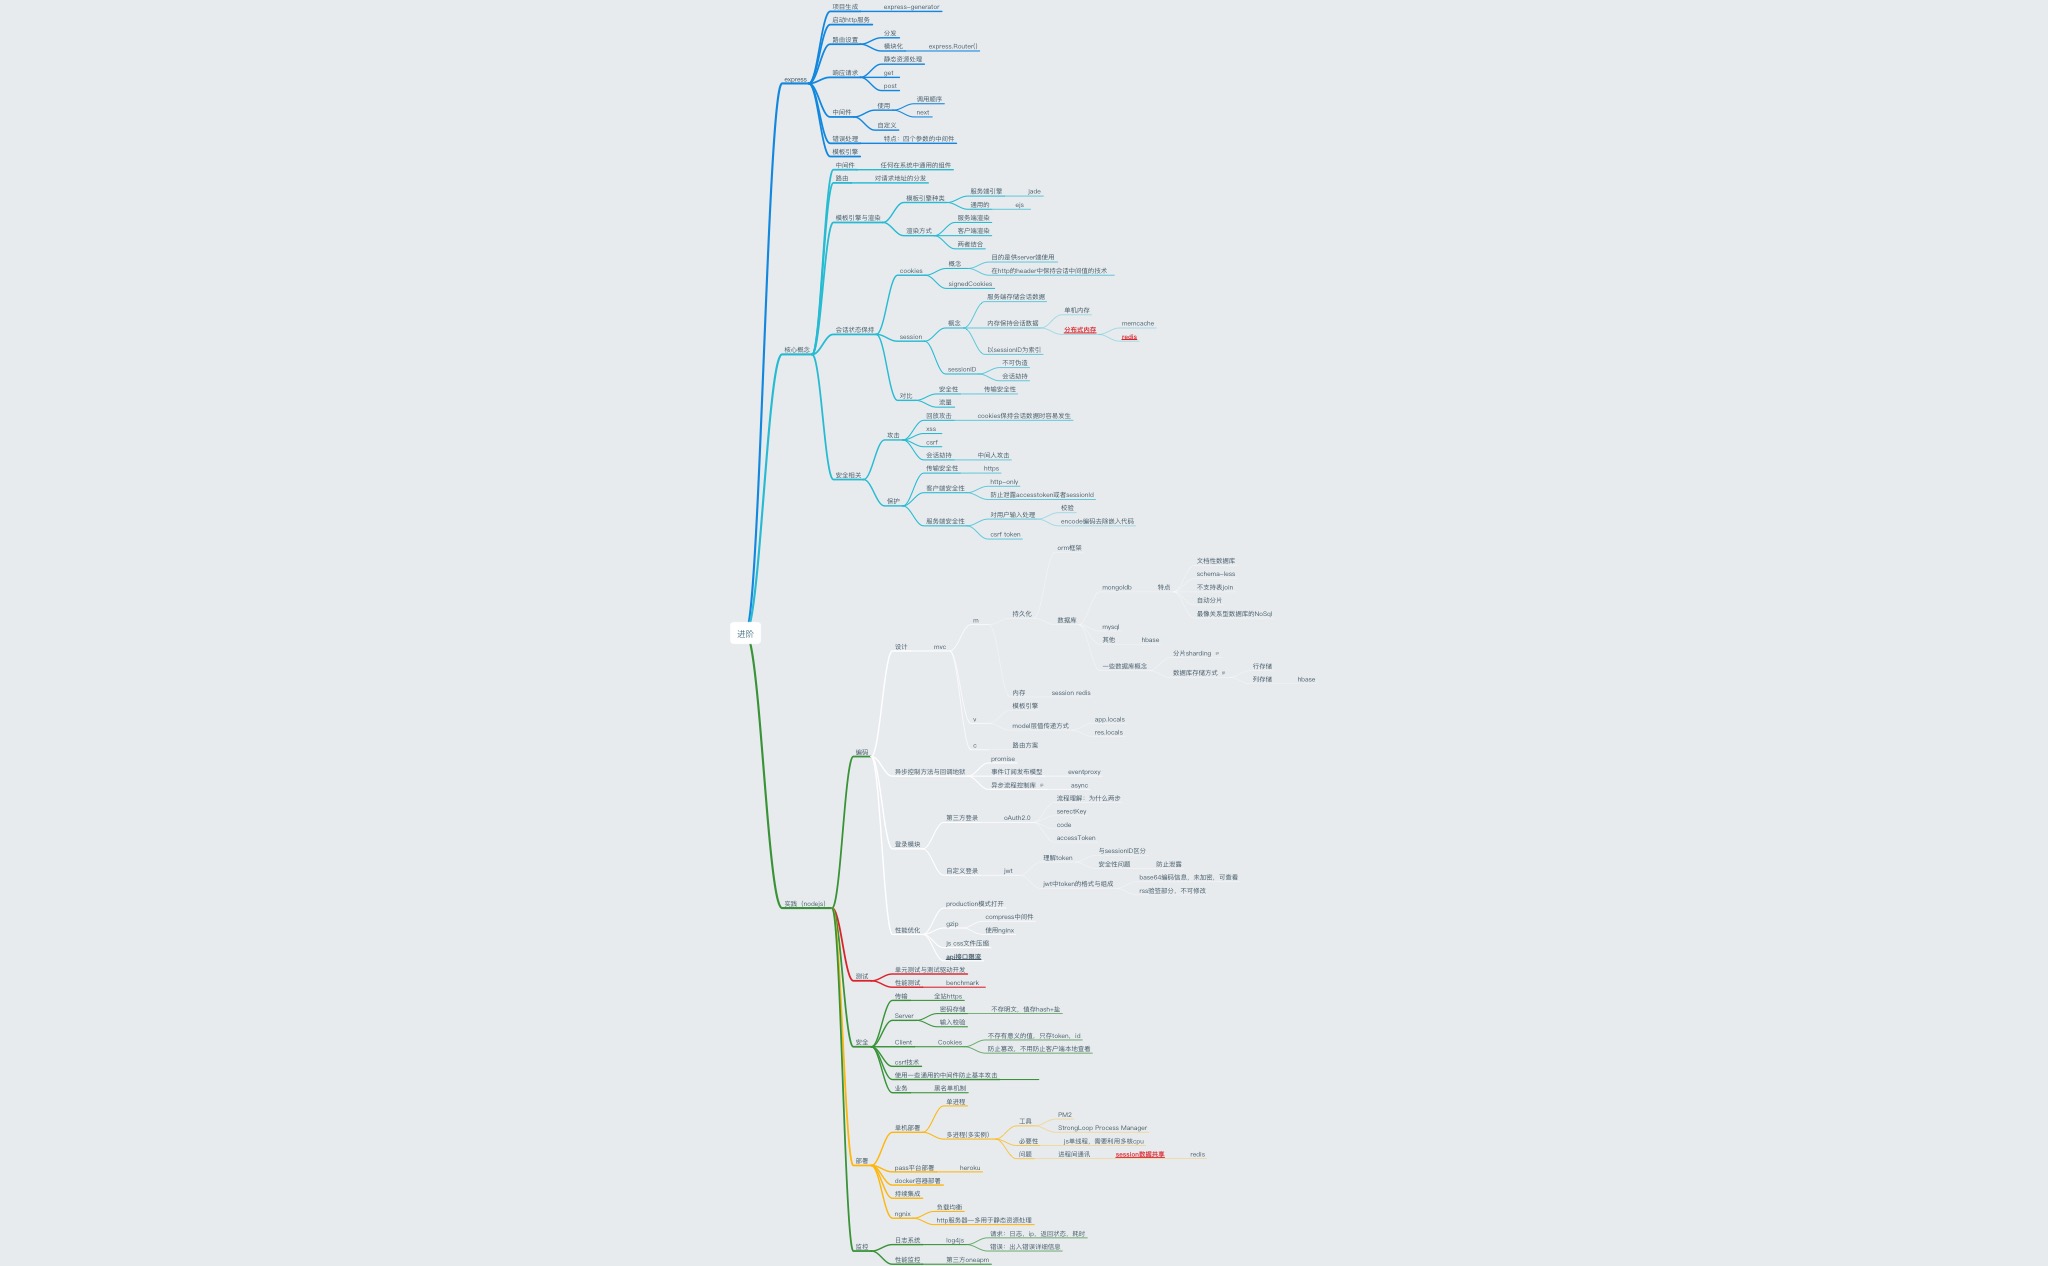 项目生成
express-generator
启动http服务
路由设置
分发
模块化
express.Router()
响应请求
静态资源处理
get
post
express
中间件
使用
调用顺序
next
自定义
错误处理
特点：四个参数的中间件
模板引擎
中间件
任何在系统中通用的组件
路由
对请求地址的分发
模板引擎与渲染
模板引擎种类
服务端引擎
jade
通用的
ejs
渲染方式
服务端渲染
客户端渲染
两者结合
核心概念
会话状态保持
cookies
概念
目的是供server端使用
在http的header中保持会话中间值的技术
signedCookies
session
概念
服务端存储会话数据
内存保持会话数据
单机内存
分布式内存
memcache
redis
以sessionID为索引
sessionID
不可伪造
会话劫持
对比
安全性
传输安全性
流量
安全相关
攻击
回放攻击
cookies保持会话数据时容易发生
xss
csrf
会话劫持
中间人攻击
保护
传输安全性
https
客户端安全性
http-only
防止泄露accesstoken或者sessionId
服务端安全性
对用户输入处理
校验
encode编码去除嵌入代码
csrf token
进阶
实践（nodejs）
编码
设计
mvc
m
持久化
orm框架
数据库
mongoldb
特点
文档性数据库
schema-less
不支持表join
自动分片
最像关系型数据库的NoSql
mysql
其他
hbase
一些数据库概念
分片sharding
数据库存储方式
行存储
列存储
hbase
内存
session redis
v
模板引擎
model层值传递方式
app.locals
res.locals
c
路由方案
异步控制方法与回调地狱
promise
事件订阅发布模型
eventproxy
异步流程控制库
async
登录模块
第三方登录
oAuth2.0
流程理解：为什么两步
serectKey
code
accessToken
自定义登录
jwt
理解token
与sessionID区分
安全性问题
防止泄露
jwt中token的格式与组成
base64编码信息，未加密，可查看
rss验签部分，不可修改
性能优化
production模式打开
gzip
compress中间件
使用nginx
js css文件压缩
api接口限流
测试
单元测试与测试驱动开发
性能测试
benchmark
安全
传输
全站https
Server
密码存储
不存明文，值存hash+盐
输入校验
Client
Cookies
不存有意义的值，只存token，id
防止篡改，不用防止客户端本地查看
csrf技术
使用一些通用的中间件防止基本攻击
业务
黑名单机制
部署
单机部署
单进程
多进程(多实例)
工具
PM2
StrongLoop Process Manager
必要性
js单线程，需要利用多核cpu
问题
进程间通讯
session数据共享
redis
pass平台部署
heroku
docker容器部署
持续集成
ngnix
负载均衡
http服务器—多用于静态资源处理
监控
日志系统
log4js
请求：日志，ip，返回状态，耗时
错误：出入错误详细信息
性能监控
第三方oneapm